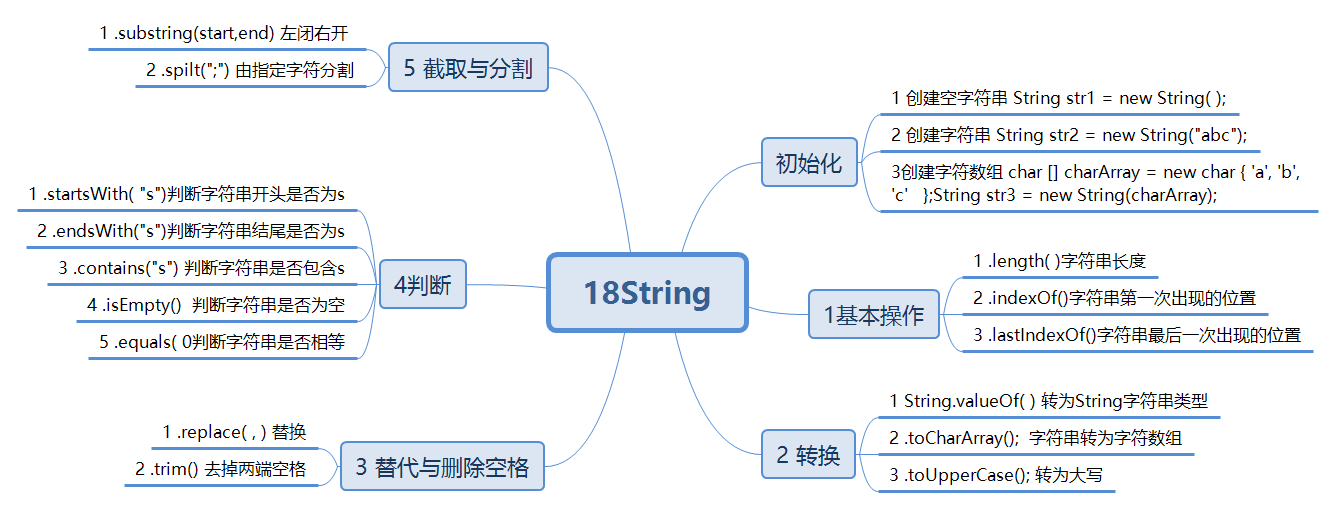 18String
初始化
1 创建空字符串 String str1 = new String( );
2 创建字符串 String str2 = new String("abc");
3创建字符数组 char [] charArray = new char { 'a', 'b',
'c'   };String str3 = new String(charArray);
1基本操作
1 .length( )字符串长度
2 .indexOf()字符串第一次出现的位置
3 .lastIndexOf()字符串最后一次出现的位置
2 转换
1 String.valueOf( ) 转为String字符串类型
2 .toCharArray();  字符串转为字符数组
3 .toUpperCase(); 转为大写
3 替代与删除空格
1 .replace( , ) 替换
2 .trim() 去掉两端空格
4判断
1 .startsWith( "s")判断字符串开头是否为s
2 .endsWith("s")判断字符串结尾是否为s
3 .contains("s") 判断字符串是否包含s
4 .isEmpty()  判断字符串是否为空
5 .equals( 0判断字符串是否相等
5 截取与分割
1 .substring(start,end) 左闭右开
2 .spilt(";") 由指定字符分割